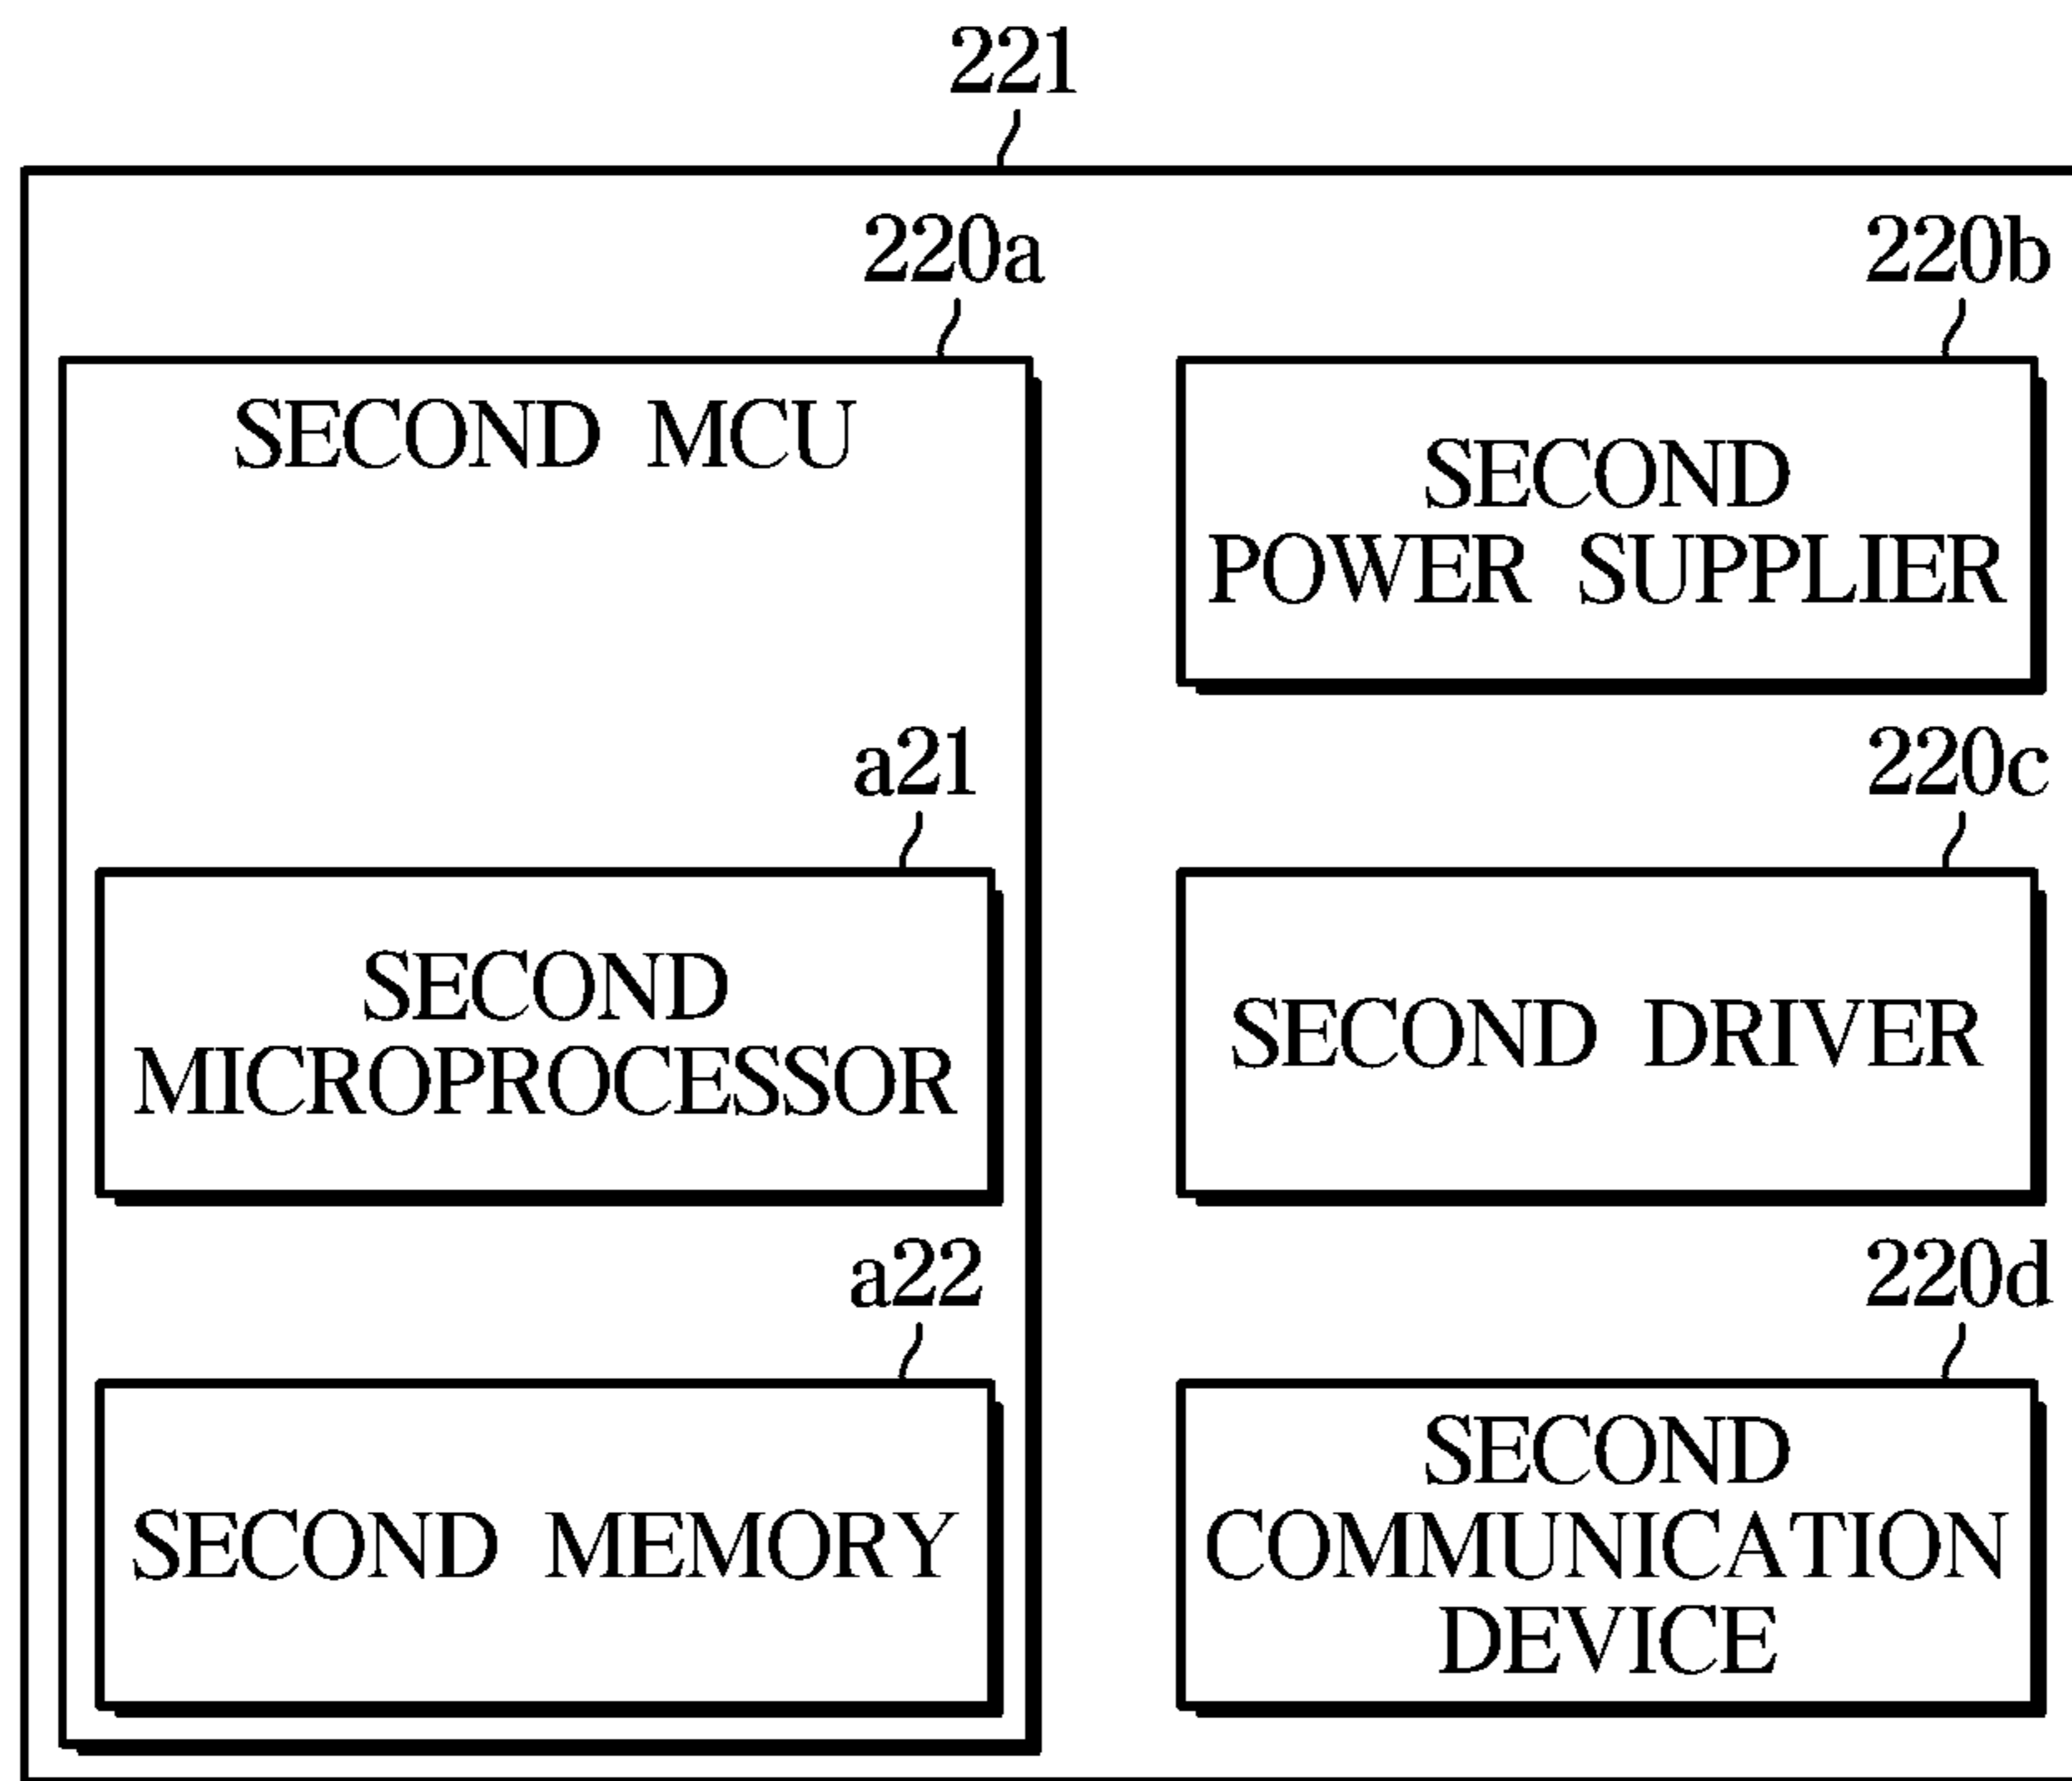 221
220a
SECOND MCU
a21
SECOND
MICROPROCESSOR
a22
SECOND MEMORY
220b
SECOND
POWER SUPPLIER
220c
SECOND DRIVER
220d
SECOND
COMMUNICATION
DEVICE